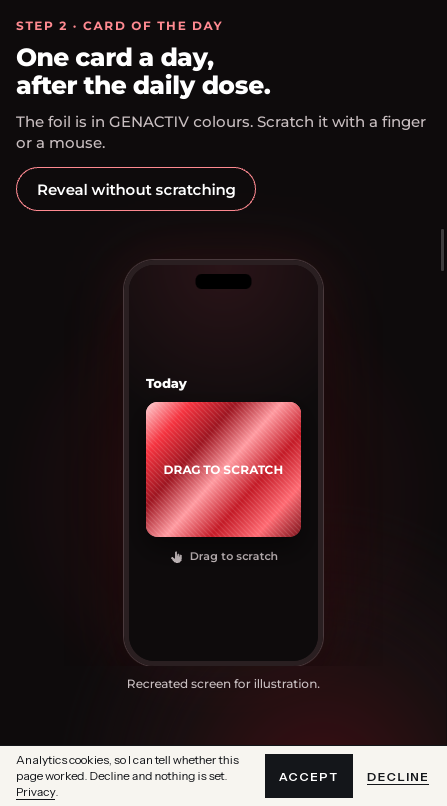 STEP 2 · CARD OF THE DAY
One card a day,
after the daily dose.
The foil is in GENACTIV colours. Scratch it with a finger
or a mouse.
Reveal without scratching
Today
DRAG TO SCRATCH
Drag to scratch
Recreated screen for illustration.
Analytics cookies, so I can tell whether this
page worked. Decline and nothing is set.
Privacy.
ACCEPT
DECLINE